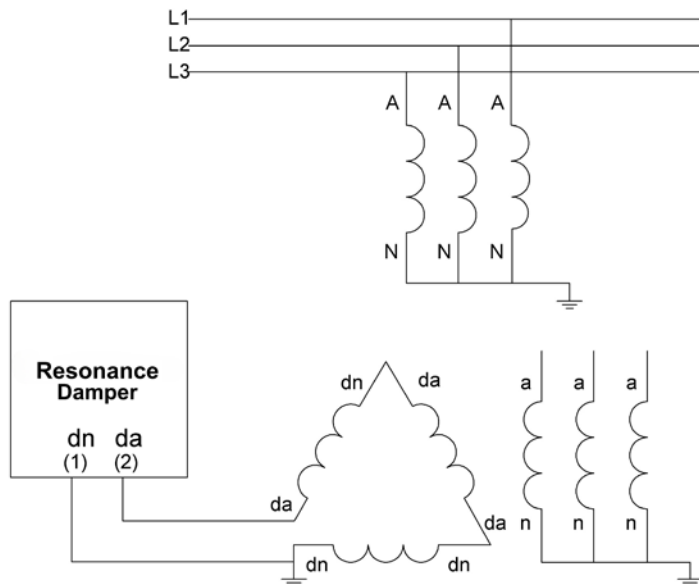 L1
L2
L3
A A A
N N N
Resonance
Damper
dn da
(1) (2)
dn da
a a a
da
da
n n n
dn dn